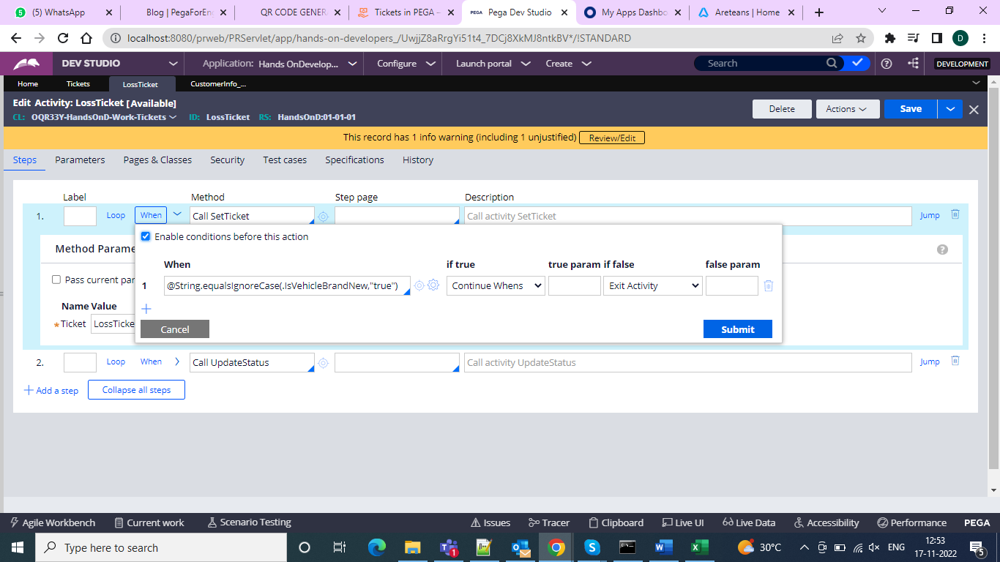 (5) WhatsApp
Blog | PegaForEn
QR CODE GENER
Tickets in PEGA –
PEGA Pega Dev Studio
My Apps Dashbo
Areteans | Home
localhost:8080/prweb/PRServlet/app/hands-on-developers_/UwjjZ8aRrgYi51t4_7DCj8XkMJ8ntkBV*/!STANDARD
D
DEV STUDIO
Application: Hands OnDevelop...
Configure
Launch portal
Create
Search
DEVELOPMENT
Home
Tickets
LossTicket
CustomerInfo_...
Edit Activity: LossTicket [Available]
CL: OQR33Y-HandsOnD-Work-Tickets ID: LossTicket RS: HandsOnD:01-01-01
Delete
Actions
Save
This record has 1 info warning (including 1 unjustified) Review/Edit
Steps Parameters Pages & Classes Security Test cases Specifications History
Label Method Step page Description
1. Loop When Call SetTicket Call activity SetTicket Jump
Enable conditions before this action
Method Parame
When if true true param if false false param
Pass current par
1 @String.equalsIgnoreCase(.IsVehicleBrandNew,"true") Continue Whens Exit Activity
Name Value
Ticket LossTicke
Cancel Submit
2. Loop When Call UpdateStatus Call activity UpdateStatus Jump
Add a step Collapse all steps
Agile Workbench Current work Scenario Testing Issues Tracer Clipboard Live UI Live Data Accessibility Performance PEGA
Type here to search
1
30°C
ENG
12:53
17-11-2022
5